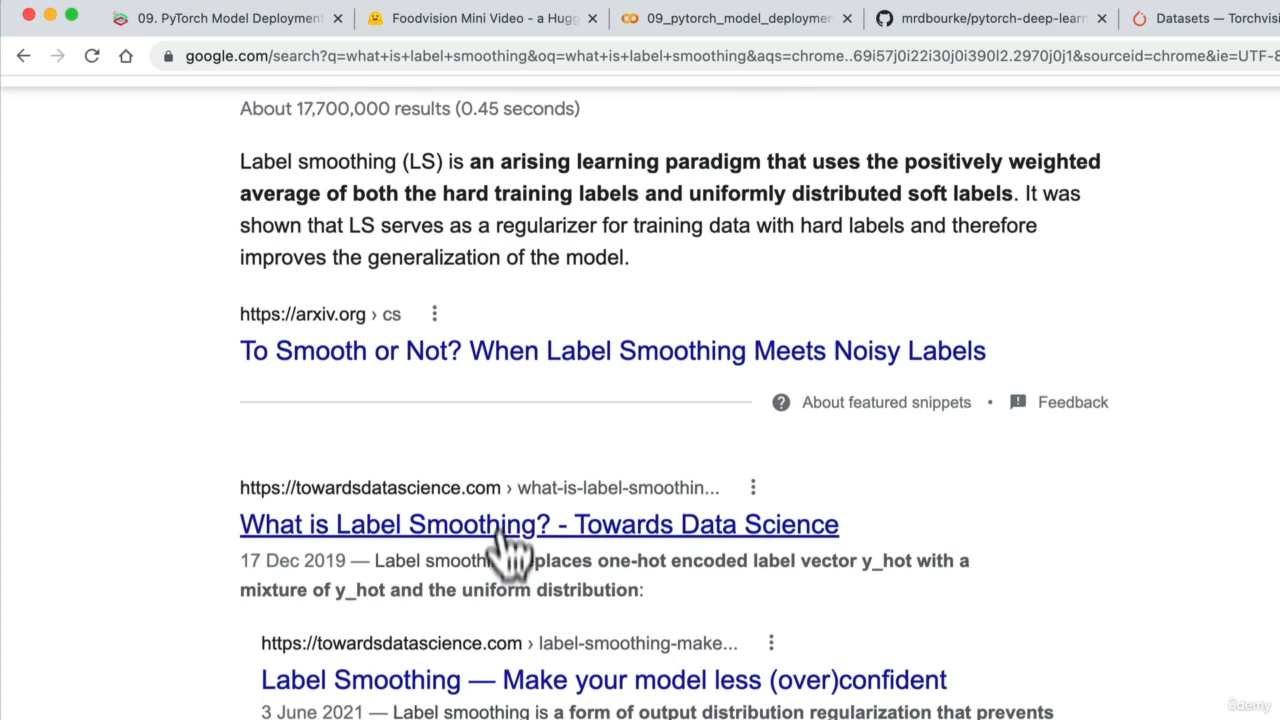 09. PyTorch Model Deployment
Foodvision Mini Video - a Hugg
09_pytorch_model_deploymen
mrdbourke/pytorch-deep-learn
Datasets — Torchvisi
google.com/search?q=what+is+label+smoothing&oq=what+is+label+smoothing&aqs=chrome..69i57j0i22i30j0i390l2.2970j0j1&sourceid=chrome&ie=UTF-8
About 17,700,000 results (0.45 seconds)
Label smoothing (LS) is an arising learning paradigm that uses the positively weighted
average of both the hard training labels and uniformly distributed soft labels. It was
shown that LS serves as a regularizer for training data with hard labels and therefore
improves the generalization of the model.
https://arxiv.org › cs
To Smooth or Not? When Label Smoothing Meets Noisy Labels
About featured snippets • Feedback
https://towardsdatascience.com › what-is-label-smoothin...
What is Label Smoothing? - Towards Data Science
17 Dec 2019 — Label smooth places one-hot encoded label vector y_hot with a
mixture of y_hot and the uniform distribution:
https://towardsdatascience.com › label-smoothing-make...
Label Smoothing — Make your model less (over)confident
3 June 2021 — Label smoothing is a form of output distribution regularization that prevents
ûdemy